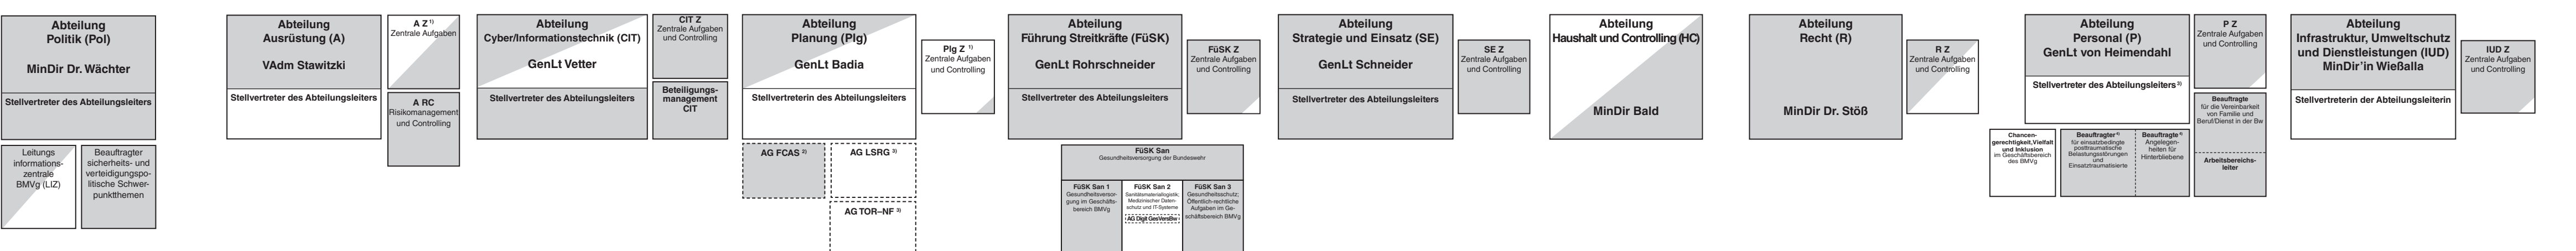 Abteilung
Politik (Pol)
MinDir Dr. Wächter
Stellvertreter des Abteilungsleiters
Leitungs
informations-
zentrale
BMVg (LIZ)
Beauftragter
sicherheits- und
verteidigungspo-
litische Schwer-
punktthemen
Abteilung
Ausrüstung (A)
VAdm Stawitzki
Stellvertreter des Abteilungsleiters
A Z 1)
Zentrale Aufgaben
A RC
Risikomanagement
und Controlling
Abteilung
Cyber/Informationstechnik (CIT)
GenLt Vetter
Stellvertreter des Abteilungsleiters
CIT Z
Zentrale Aufgaben
und Controlling
Beteiligungs-
management
CIT
Abteilung
Planung (Plg)
GenLt Badia
Stellvertreterin des Abteilungsleiters
Plg Z 1)
Zentrale Aufgaben
und Controlling
AG FCAS 2)
AG LSRG 3)
AG TOR–NF 3)
Abteilung
Führung Streitkräfte (FüSK)
GenLt Rohrschneider
Stellvertreter des Abteilungsleiters
FüSK Z
Zentrale Aufgaben
und Controlling
FüSK San
Gesundheitsversorgung der Bundeswehr
FüSK San 1
Gesundheitsversor-
gung im Geschäfts-
bereich BMVg
FüSK San 2
Sanitätsmateriallogistik;
Medizinischer Daten-
schutz und IT-Systeme
AG Digit GesVersBw
FüSK San 3
Gesundheitsschutz;
Öffentlich-rechtliche
Aufgaben im Ge-
schäftsbereich BMVg
Abteilung
Strategie und Einsatz (SE)
GenLt Schneider
Stellvertreter des Abteilungsleiters
SE Z
Zentrale Aufgaben
und Controlling
Abteilung
Haushalt und Controlling (HC)
MinDir Bald
Abteilung
Recht (R)
MinDir Dr. Stöß
R Z
Zentrale Aufgaben
und Controlling
Abteilung
Personal (P)
GenLt von Heimendahl
Stellvertreter des Abteilungsleiters 3)
P Z
Zentrale Aufgaben
und Controlling
Beauftragte
für die Vereinbarkeit
von Familie und
Beruf/Dienst in der Bw
Arbeitsbereichs-
leiter
Chancen-
gerechtigkeit,Vielfalt
und Inklusion
im Geschäftsbereich
des BMVg
Beauftragter 4)
für einsatzbedingte
posttraumatische
Belastungsstörungen
und
Einsatztraumatisierte
Beauftragte 4)
Angelegen-
heiten für
Hinterbliebene
Abteilung
Infrastruktur, Umweltschutz
und Dienstleistungen (IUD)
MinDir’in Wießalla
Stellvertreterin der Abteilungsleiterin
IUD Z
Zentrale Aufgaben
und Controlling